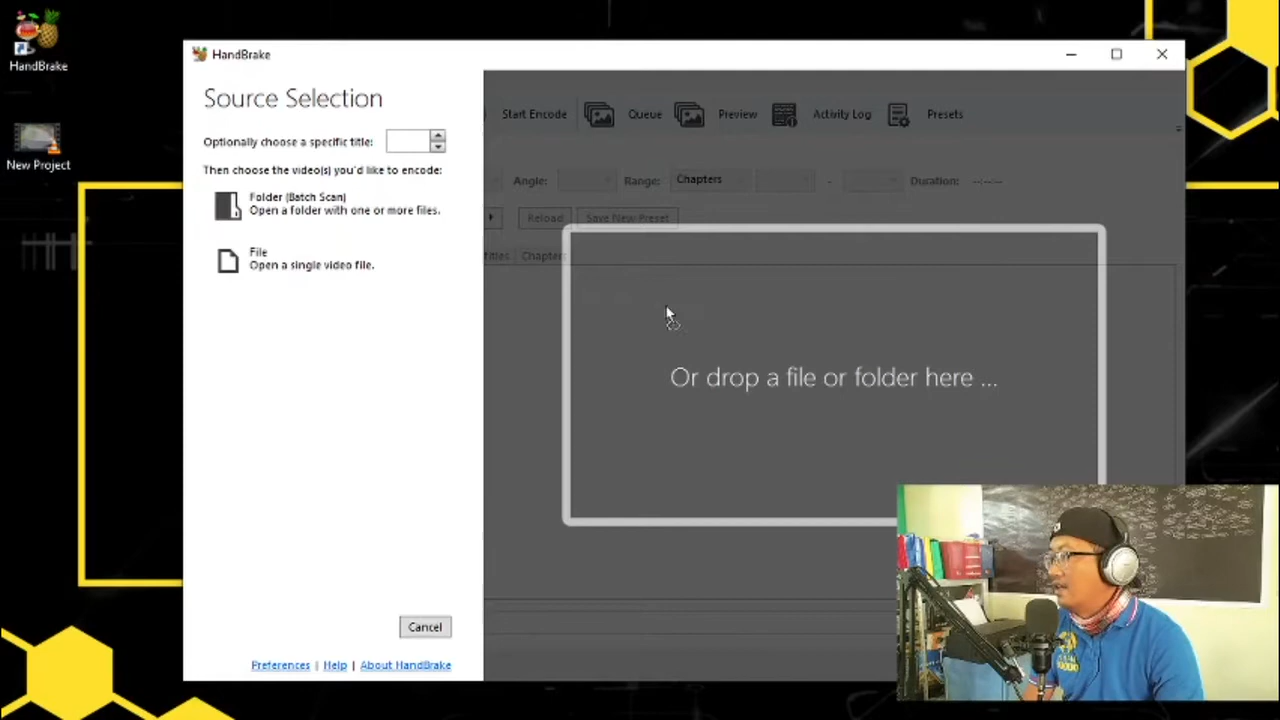 HandBrake
New Project
HandBrake
Source Selection
Optionally choose a specific title:
Then choose the video(s) you'd like to encode:
Folder (Batch Scan)
Open a folder with one or more files.
File
Open a single video file.
Cancel
Preferences | Help | About HandBrake
Start Encode
Queue
Preview
Activity Log
Presets
Angle:
Range:
Chapters
-
Duration:
--:--:--
Reload
Save New Preset
Chapters
Or drop a file or folder here ...